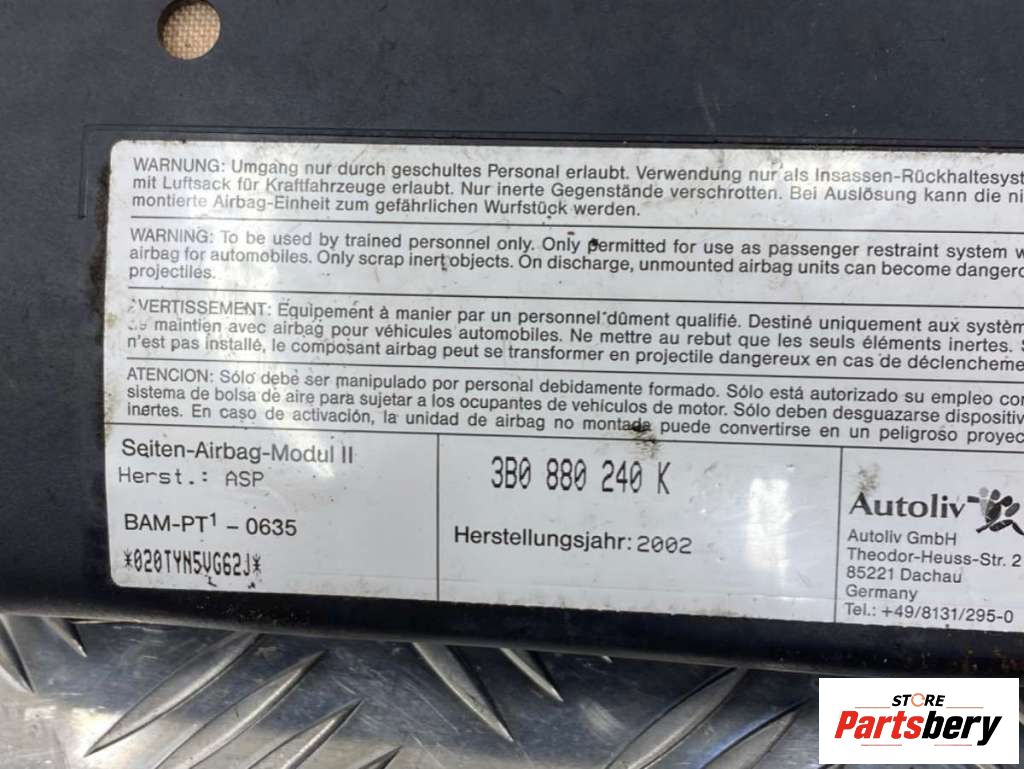 WARNUNG: Umgang nur durch geschultes Personal erlaubt. Verwendung nur als Insassen-Rückhaltesyst
mit Luftsack für Kraftfahrzeuge erlaubt. Nur inerte Gegenstände verschrotten. Bei Auslösung kann die ni
montierte Airbag-Einheit zum gefährlichen Wurfstück werden.
WARNING: To be used by trained personnel only. Only permitted for use as passenger restraint system w
airbag for automobiles. Only scrap inert objects. On discharge, unmounted airbag units can become dangero
projectiles.
VERTISSEMENT: Equipement à manier par un personnel dûment qualifié. Destiné uniquement aux systèm
maintien avec airbag pour véhicules automobiles. Ne mettre au rebut que les seuls éléments inertes. S
n'est pas installé, le composant airbag peut se transformer en projectile dangereux en cas de déclencheme
ATENCION: Sólo debe ser manipulado por personal debidamente formado. Sólo está autorizado su empleo con
sistema de bolsa de aire para sujetar a los ocupantes de vehículos de motor. Sólo deben desguazarse dispositiv
inertes. En caso de activación, la unidad de airbag no montada puede convertirse en un peligroso proyec
Seiten-Airbag-Modul II
Herst.: ASP
BAM-PT1 - 0635
*020TYN5VG62J*
3B0 880 240 K
Herstellungsjahr: 2002
Autoliv
Autoliv GmbH
Theodor-Heuss-Str. 2
85221 Dachau
Germany
Tel.: +49/8131/295-0
STORE
Partsbery